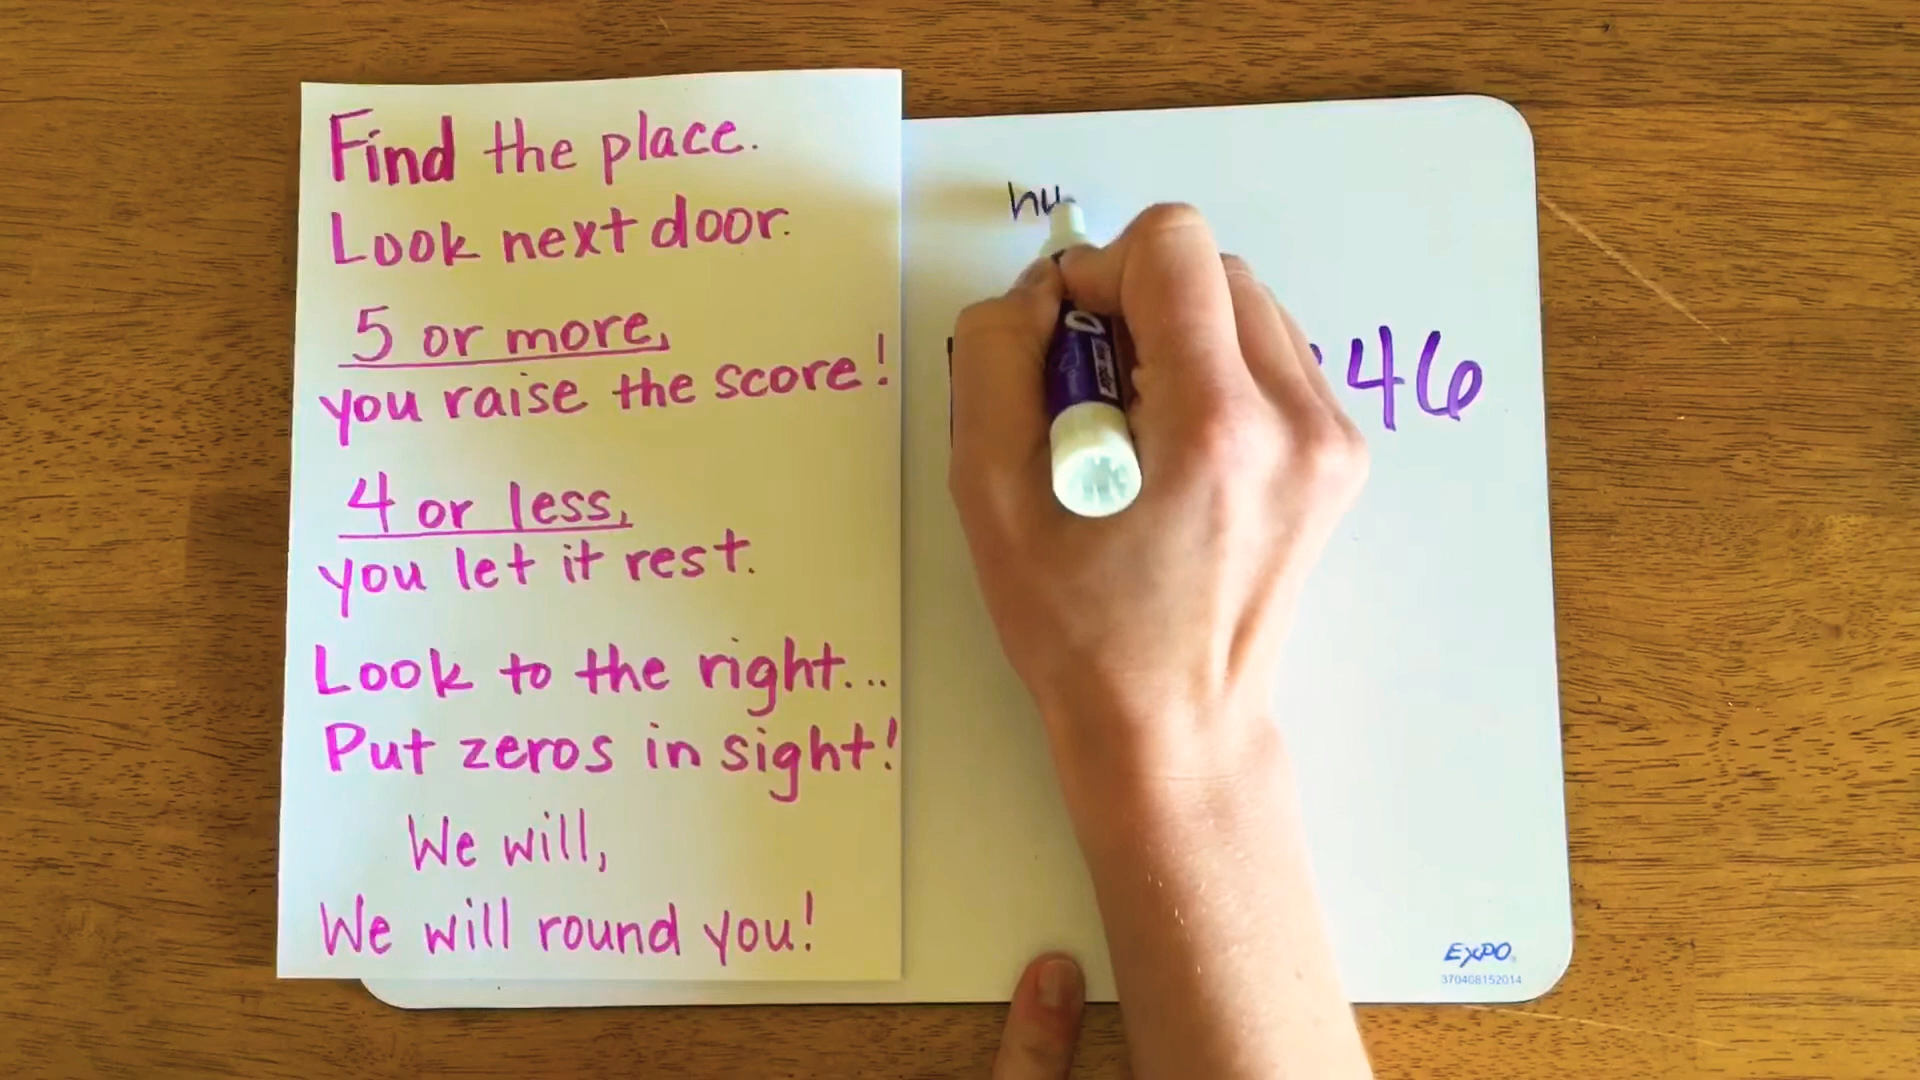 Find the place.
Look next door.
5 or more,
you raise the score!
4 or less,
you let it rest.
Look to the right...
Put zeros in sight!
We will,
We will round you!
hu
46
EXPO
370408152014